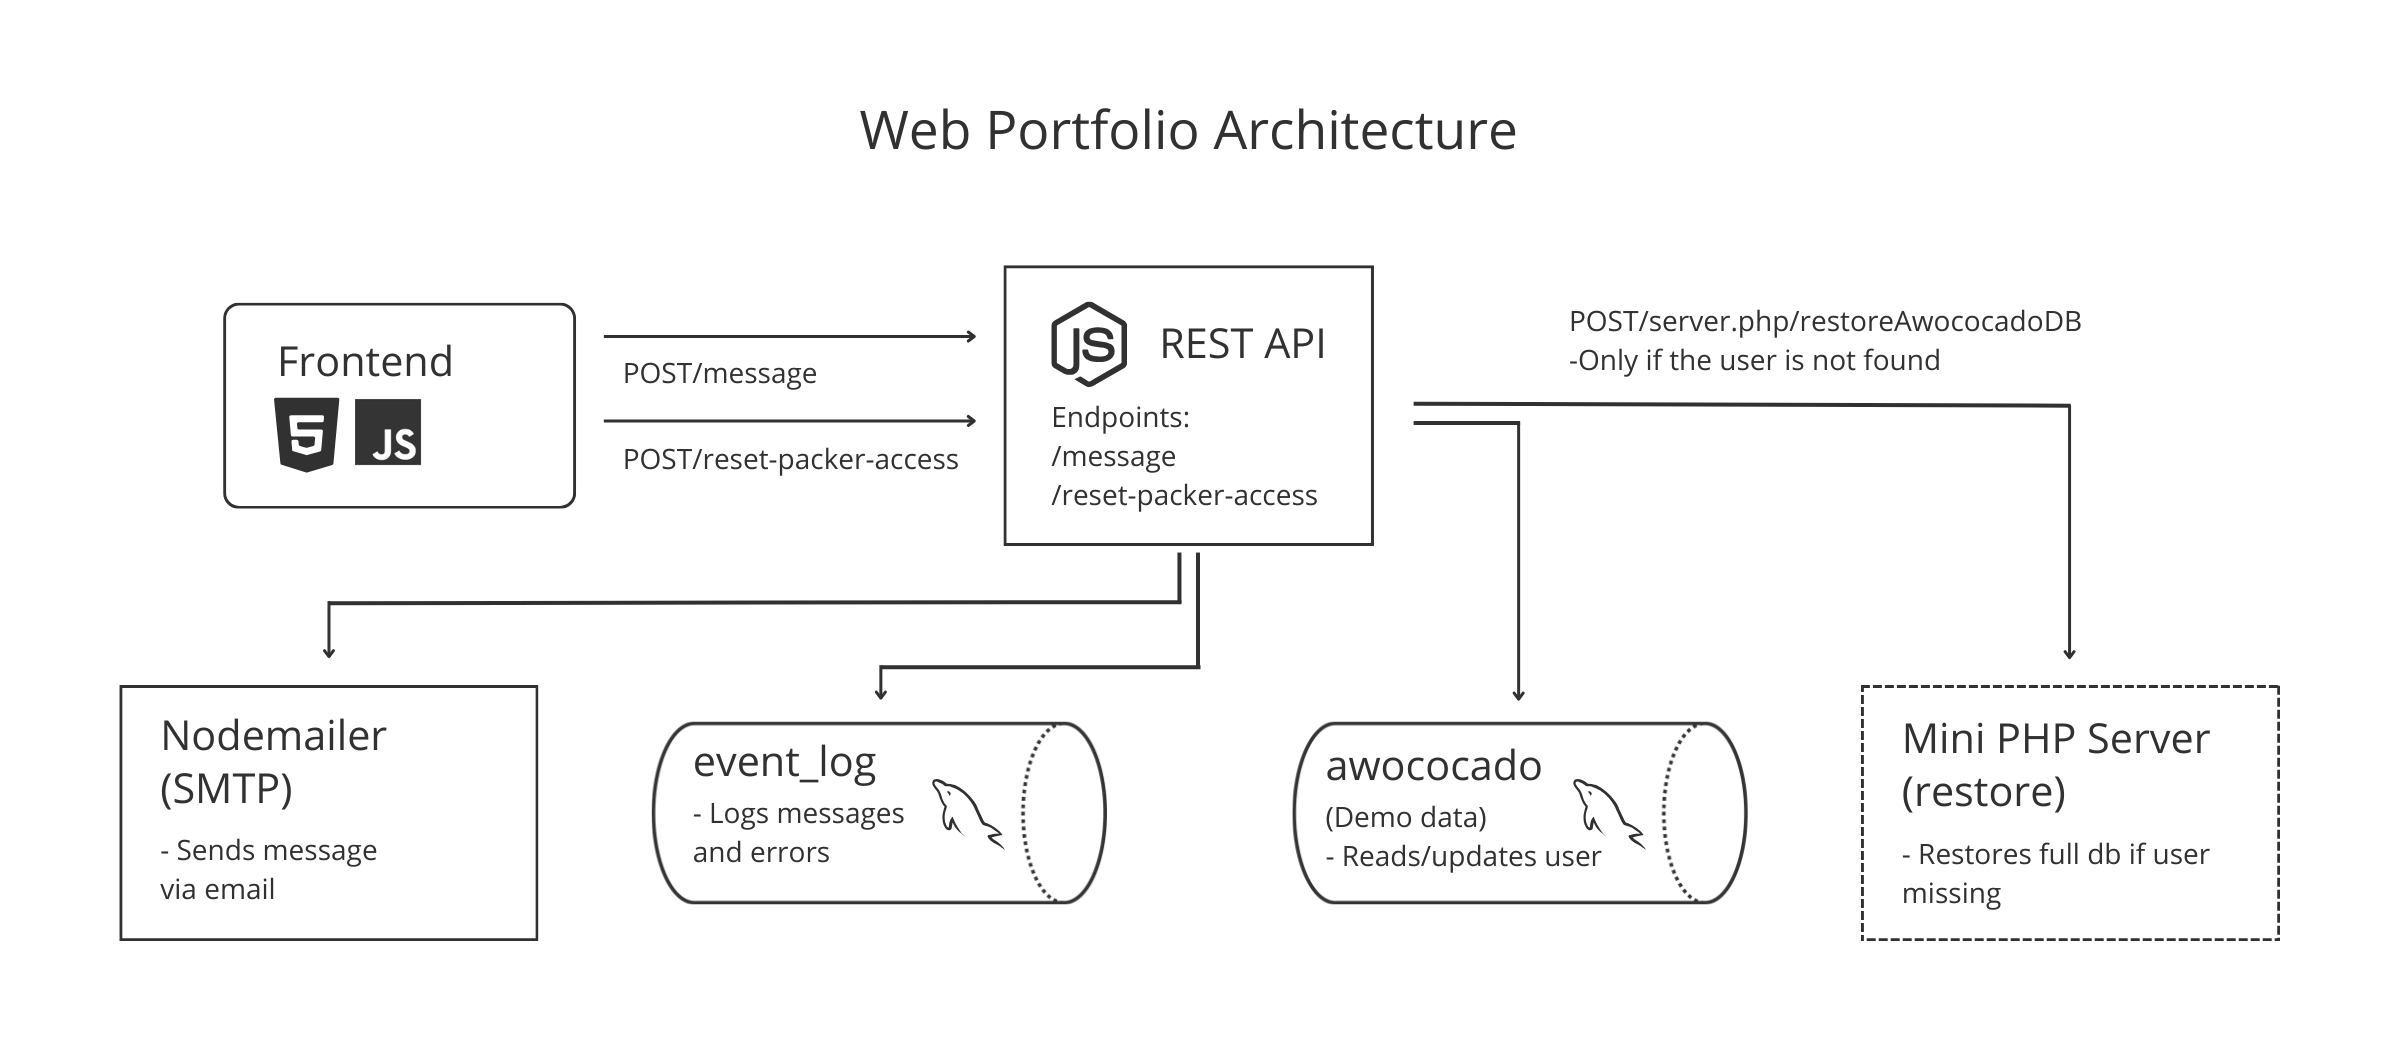 Web Portfolio Architecture
Frontend
5 JS
POST/message
POST/reset-packer-access
JS REST API
Endpoints:
/message
/reset-packer-access
POST/server.php/restoreAwococadoDB
-Only if the user is not found
Nodemailer
(SMTP)
- Sends message
via email
event_log
- Logs messages
and errors
awococado
(Demo data)
- Reads/updates user
Mini PHP Server
(restore)
- Restores full db if user
missing